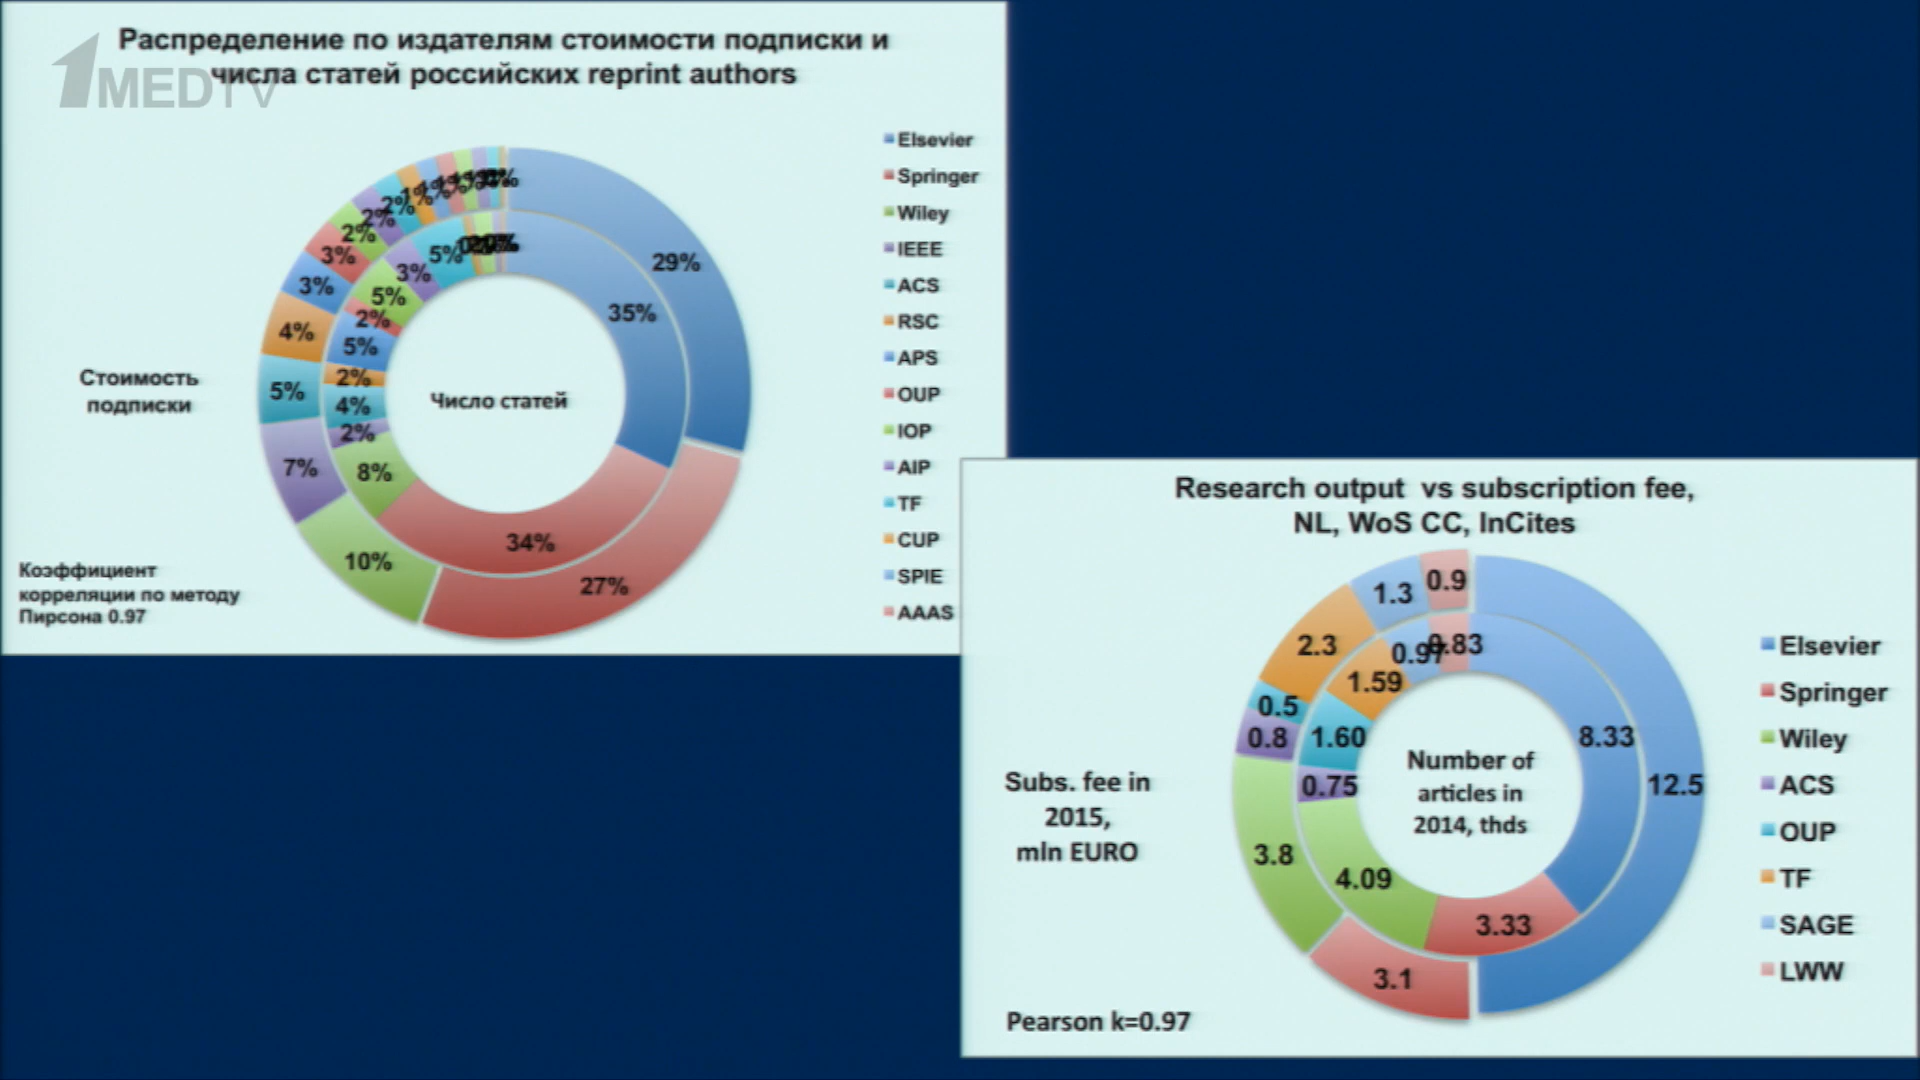 Распределение по издателям стоимости подписки и
числа статей российских reprint authors
1MEDTV
Elsevier
Springer
Wiley
IEEE
ACS
RSC
APS
OUP
IOP
AIP
TF
CUP
SPIE
AAAS
29%
27%
10%
7%
5%
4%
3%
3%
2%
2%
2%
1%
35%
34%
8%
2%
4%
2%
5%
2%
5%
3%
5%
Стоимость
подписки
Число статей
Коэффициент
корреляции по методу
Пирсона 0.97
Research output vs subscription fee,
NL, WoS CC, InCites
12.5
3.1
3.8
0.8
0.5
2.3
1.3
0.9
8.33
3.33
4.09
0.75
1.60
1.59
0.97
0.83
Number of
articles in
2014, thds
Subs. fee in
2015,
mln EURO
Elsevier
Springer
Wiley
ACS
OUP
TF
SAGE
LWW
Pearson k=0.97